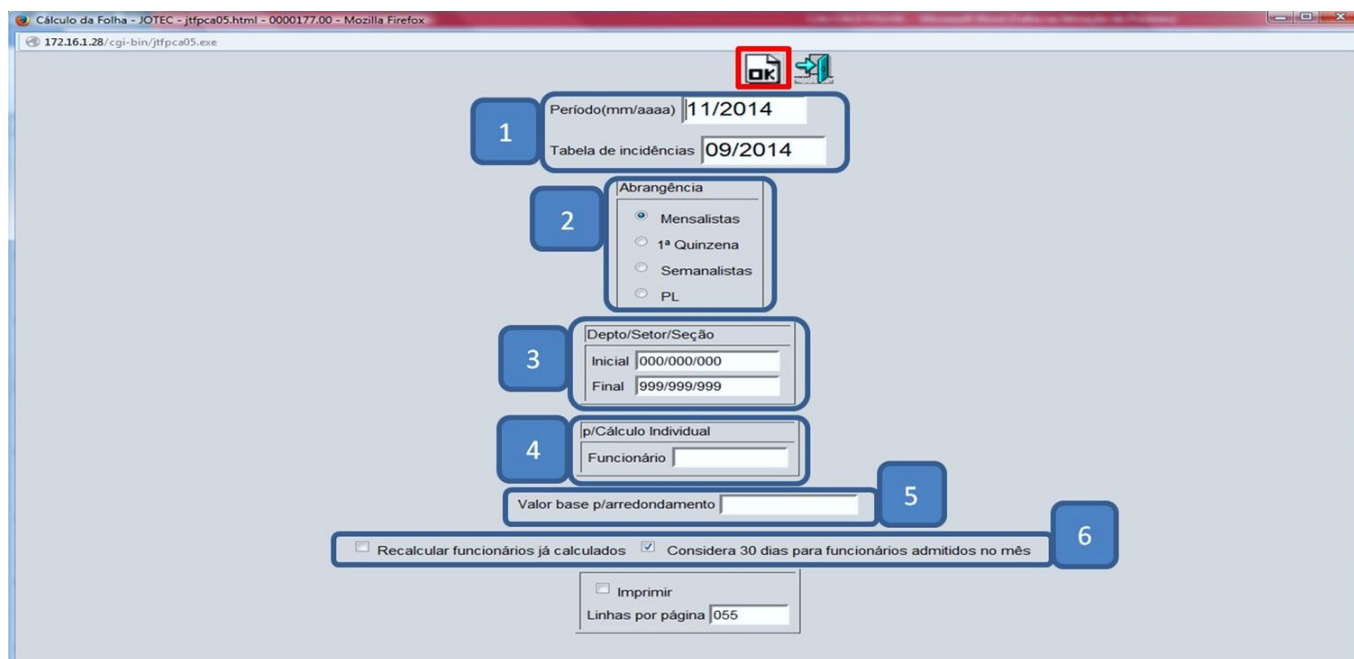 Cálculo da Folha - JOTEC - jtfpca05.html - 0000177.00 - Mozilla Firefox
172.16.1.28/cgi-bin/jtfpca05.exe
OK
1
Período(mm/aaaa) 11/2014
Tabela de incidências 09/2014
2
Abrangência
Mensalistas
1ª Quinzena
Semanalistas
PL
3
Depto/Setor/Seção
Inicial 000/000/000
Final 999/999/999
4
p/Cálculo Individual
Funcionário
Valor base p/arredondamento
5
6
Recalcular funcionários já calculados Considera 30 dias para funcionários admitidos no mês
Imprimir
Linhas por página 055